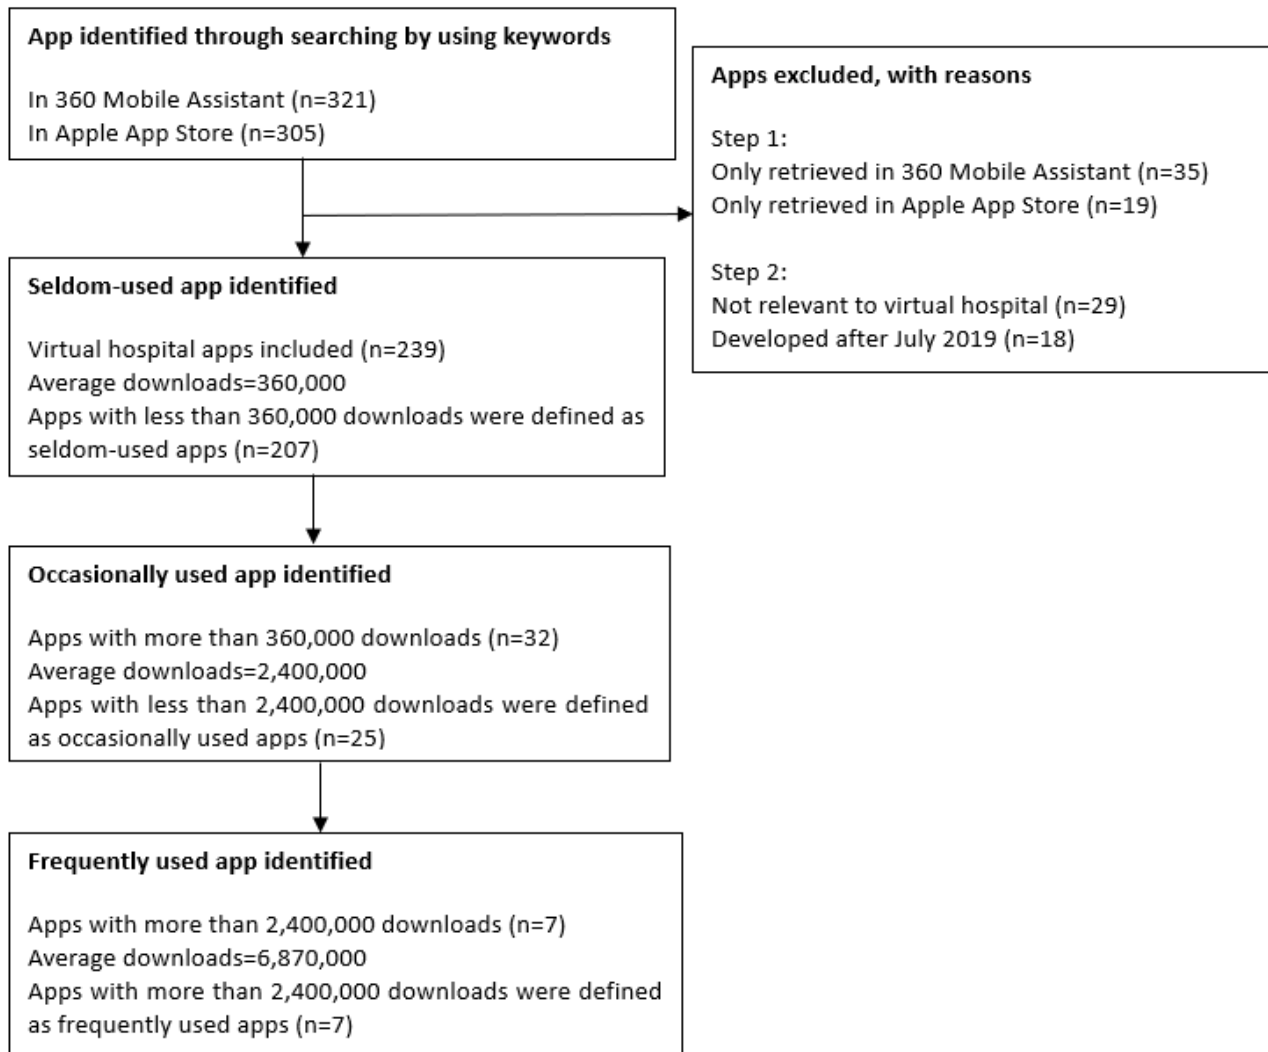 App identified through searching by using keywords
In 360 Mobile Assistant (n=321)
In Apple App Store (n=305)
Apps excluded, with reasons
Step 1:
Only retrieved in 360 Mobile Assistant (n=35)
Only retrieved in Apple App Store (n=19)
Step 2:
Not relevant to virtual hospital (n=29)
Developed after July 2019 (n=18)
Seldom-used app identified
Virtual hospital apps included (n=239)
Average downloads=360,000
Apps with less than 360,000 downloads were defined as
seldom-used apps (n=207)
Occasionally used app identified
Apps with more than 360,000 downloads (n=32)
Average downloads=2,400,000
Apps with less than 2,400,000 downloads were defined
as occasionally used apps (n=25)
Frequently used app identified
Apps with more than 2,400,000 downloads (n=7)
Average downloads=6,870,000
Apps with more than 2,400,000 downloads were defined
as frequently used apps (n=7)